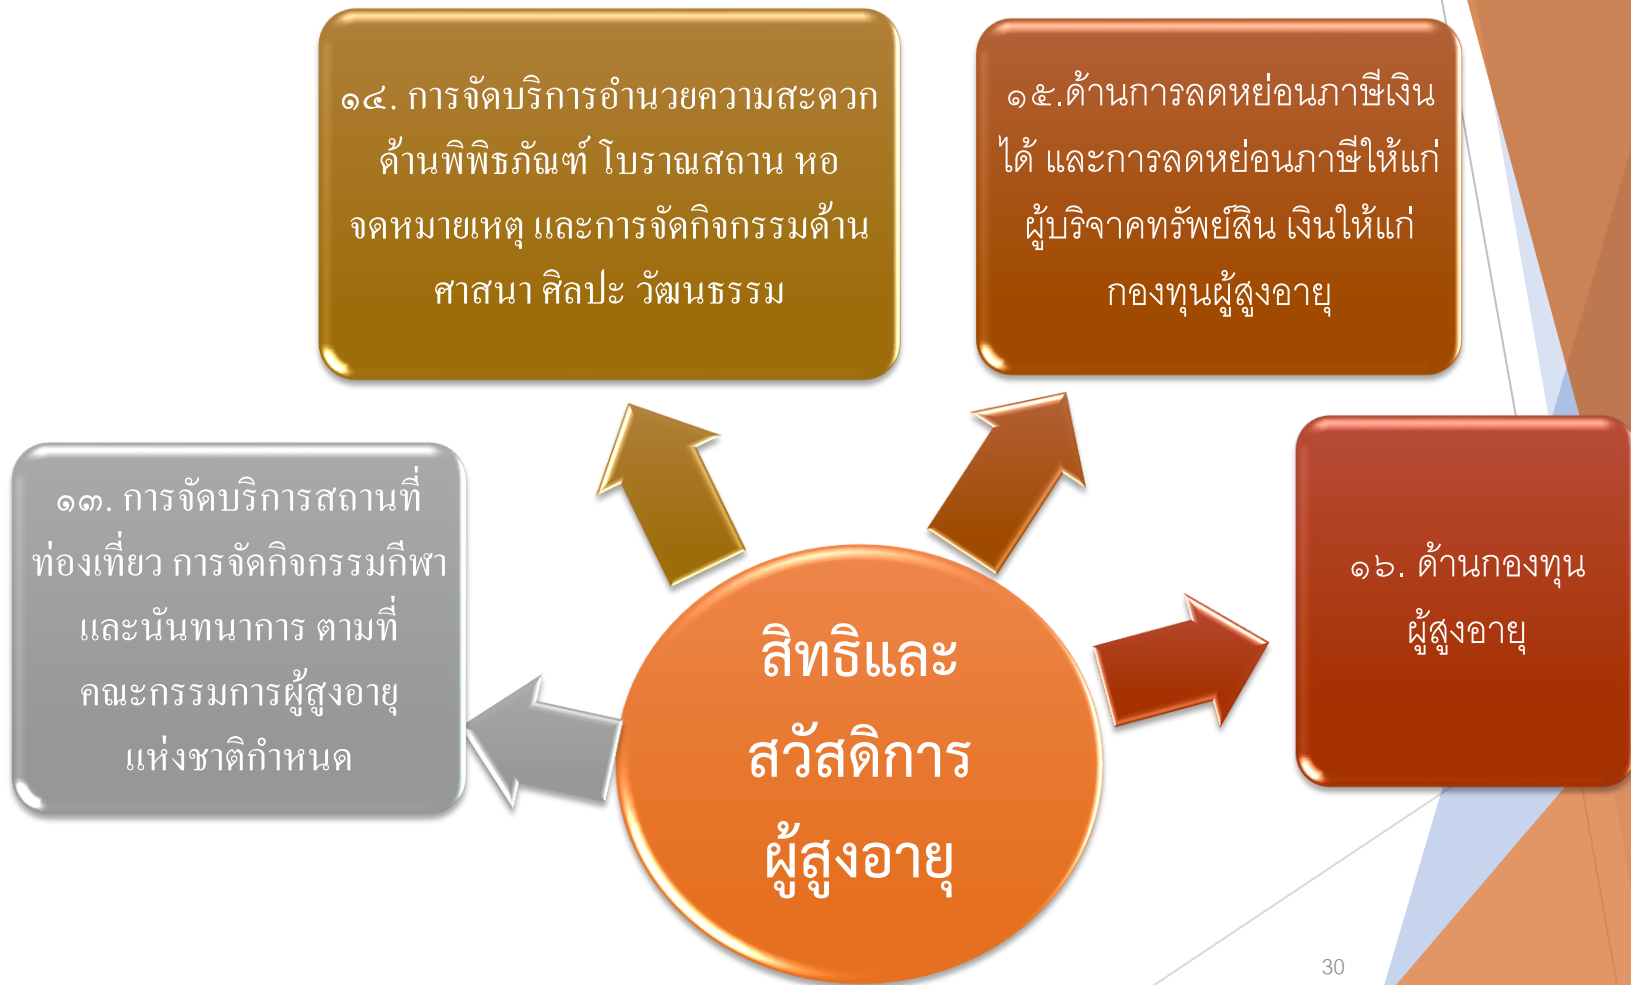 ๑๔. การจัดบริการอำนวยความสะดวก
ด้านพิพิธภัณฑ์ โบราณสถาน หอ
จดหมายเหตุ และการจัดกิจกรรมด้าน
ศาสนา ศิลปะ วัฒนธรรม
๑๕.ด้านการลดหย่อนภาษีเงิน
ได้ และการลดหย่อนภาษีให้แก่
ผู้บริจาคทรัพย์สิน เงินให้แก่
กองทุนผู้สูงอายุ
๑๓. การจัดบริการสถานที่
ท่องเที่ยว การจัดกิจกรรมกีฬา
และนันทนาการ ตามที่
คณะกรรมการผู้สูงอายุ
แห่งชาติกำหนด
๑๖. ด้านกองทุน
ผู้สูงอายุ
สิทธิและ
สวัสดิการ
ผู้สูงอายุ
30